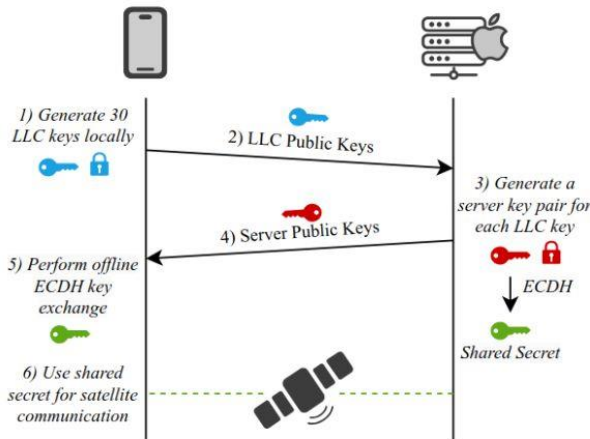 1) Generate 30
LLC keys locally
2) LLC Public Keys
3) Generate a
server key pair for
each LLC key
4) Server Public Keys
ECDH
Shared Secret
5) Perform offline
ECDH key
exchange
6) Use shared
secret for satellite
communication